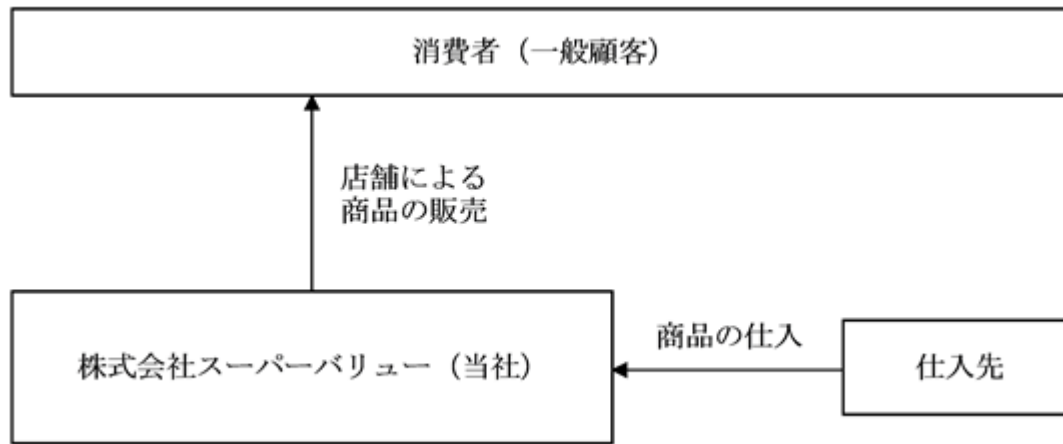 消費者（一般顧客）
店舗による
商品の販売
商品の仕入
株式会社スーパーバリュー（当社）
仕入先